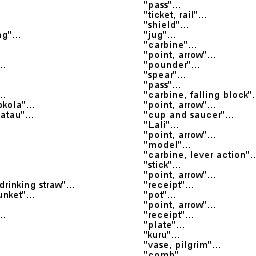 "pass"...
"ticket, rail"...
"shield"...
ng"... "jug"...
"carbine"...
"point, arrow"...
.. "pounder"...
"spear"...
"pass"...
.. "carbine, falling block".
okola"... "point, arrow"...
atau"... "cup and saucer"...
"Lali"...
"point, arrow"...
"model"...
"carbine, lever action"..
"stick"...
"point, arrow"...
drinking straw"... "receipt"...
unket"... "pot"...
"point, arrow"...
.. "receipt"...
"plate"...
"kuru"...
"vase, pilgrim"...
"comb"